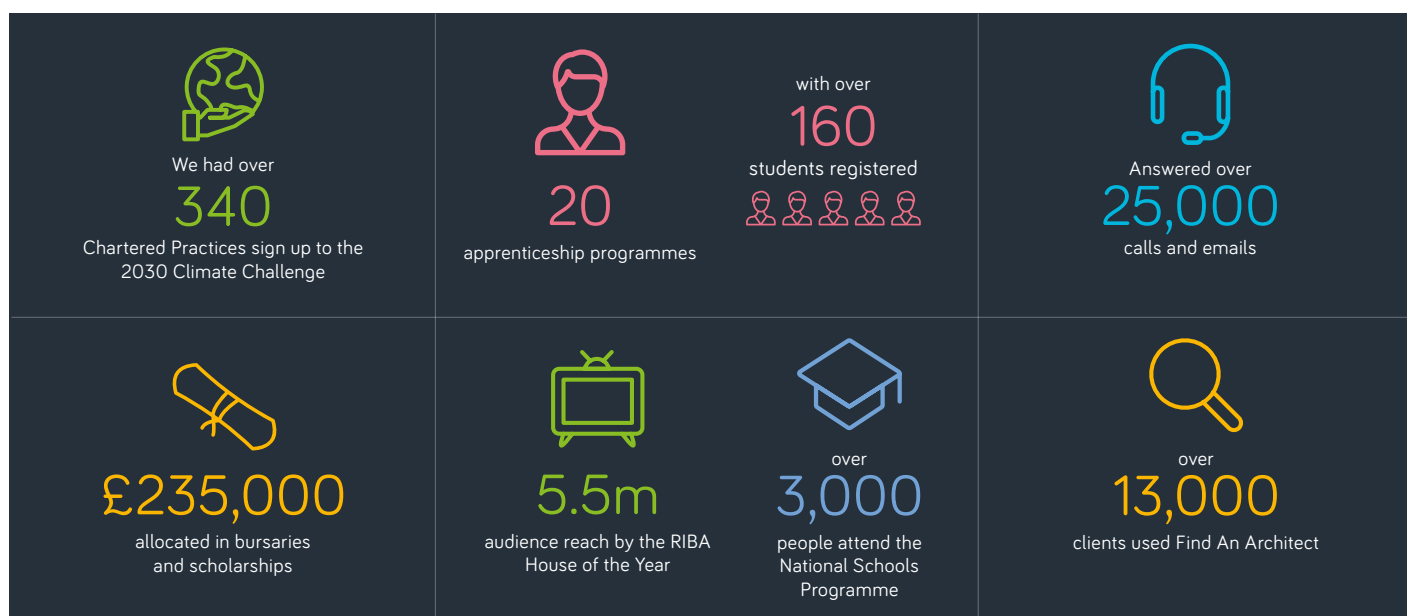 We had over
340
Chartered Practices sign up to the
2030 Climate Challenge
20
apprenticeship programmes
with over
160
students registered
Answered over
25,000
calls and emails
£235,000
allocated in bursaries
and scholarships
5.5m
audience reach by the RIBA
House of the Year
over
3,000
people attend the
National Schools
Programme
over
13,000
clients used Find An Architect